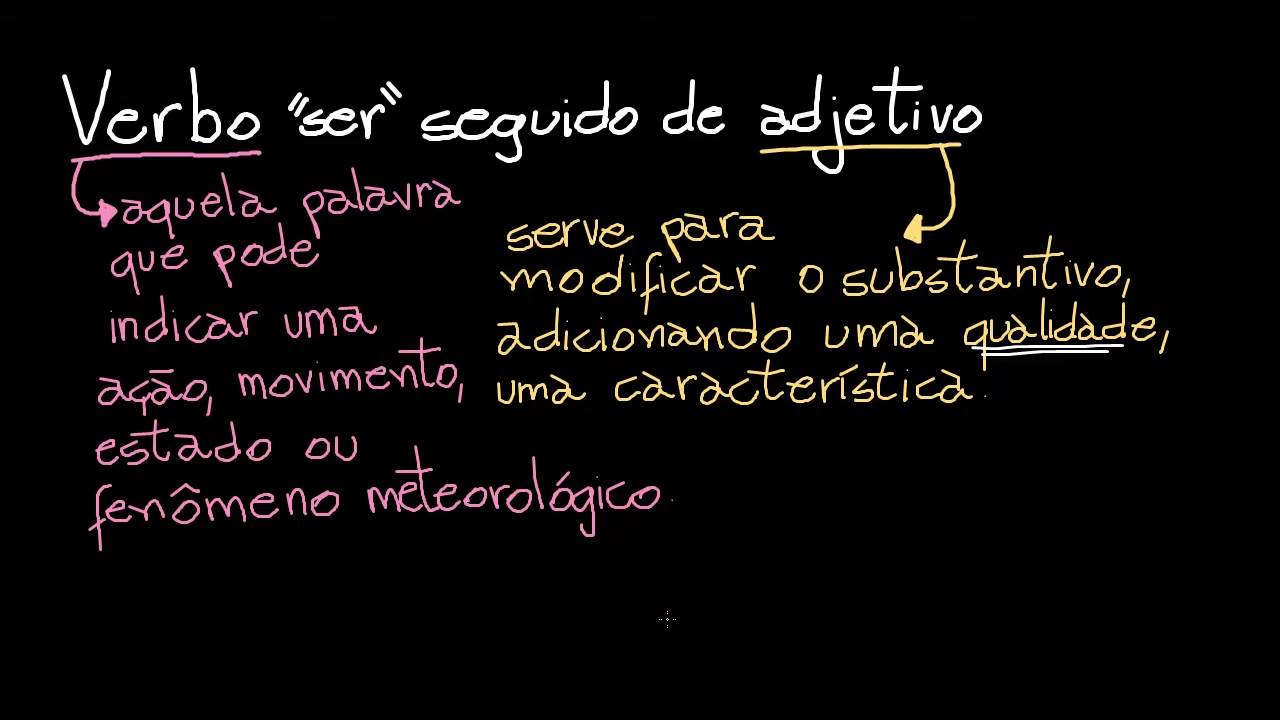 Verbo "ser" seguido de adjetivo
aquela palavra
que pode
indicar uma
ação, movimento,
estado ou
fenômeno meteorológico.
serve para
modificar o substantivo,
adicionando uma qualidade,
uma característica.